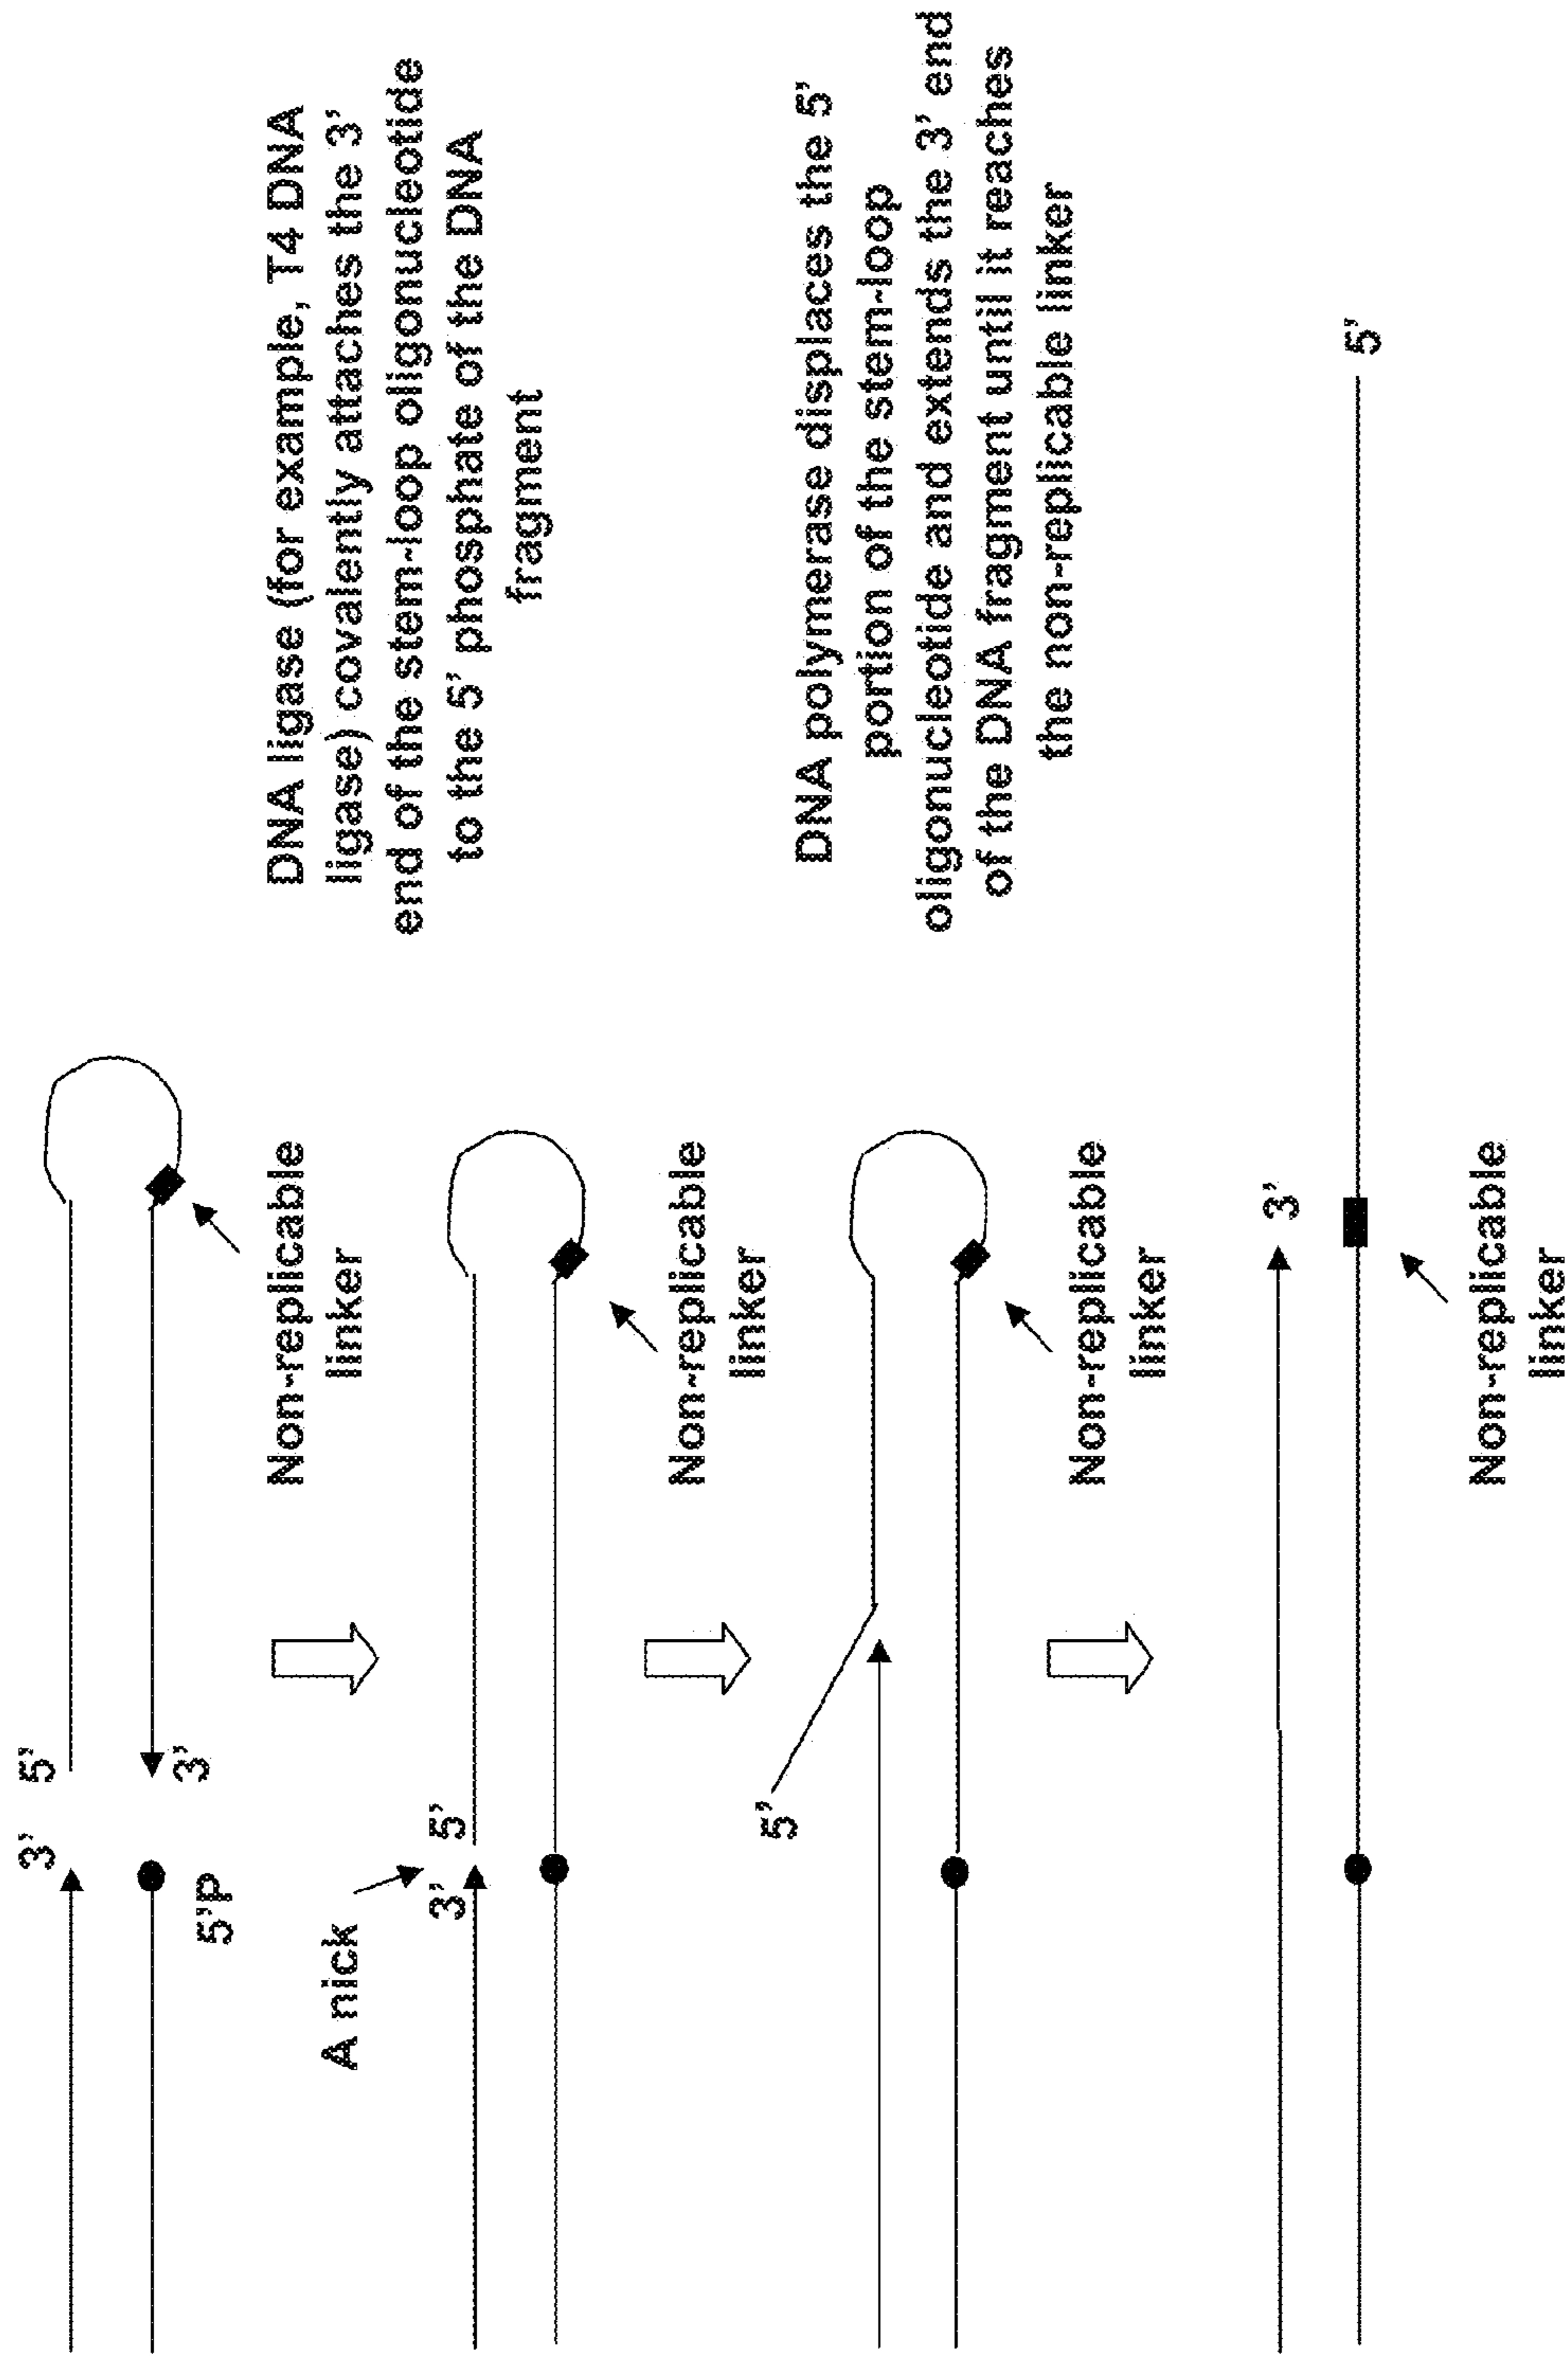 3' 5'
5'P 3'
Non-replicable
linker
DNA ligase (for example, T4 DNA
ligase) covalently attaches the 3'
end of the stem-loop oligonucleotide
to the 5' phosphate of the DNA
fragment
A nick
3' 5'
Non-replicable
linker
5'
DNA polymerase displaces the 5'
portion of the stem-loop
oligonucleotide and extends the 3' end
of the DNA fragment until it reaches
the non-replicable linker
Non-replicable
linker
3'
5'
Non-replicable
linker